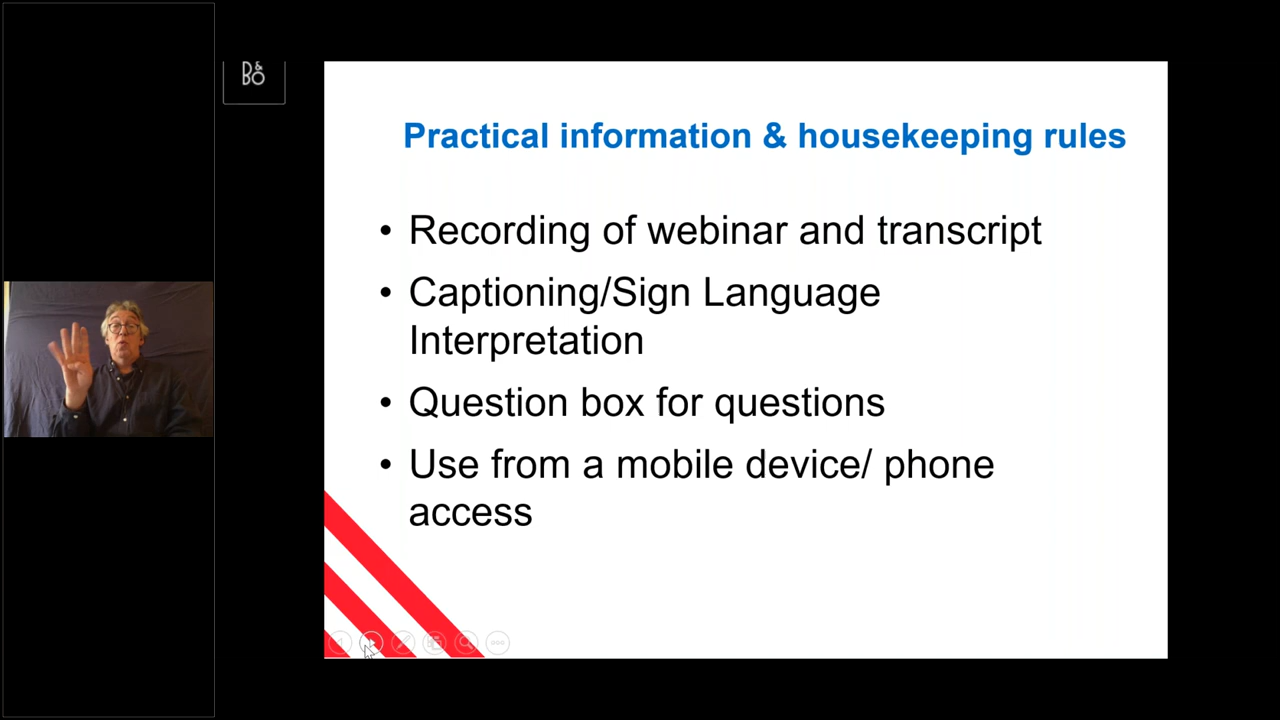 B&
BO
Practical information & housekeeping rules
• Recording of webinar and transcript
• Captioning/Sign Language
Interpretation
• Question box for questions
• Use from a mobile device/ phone
access